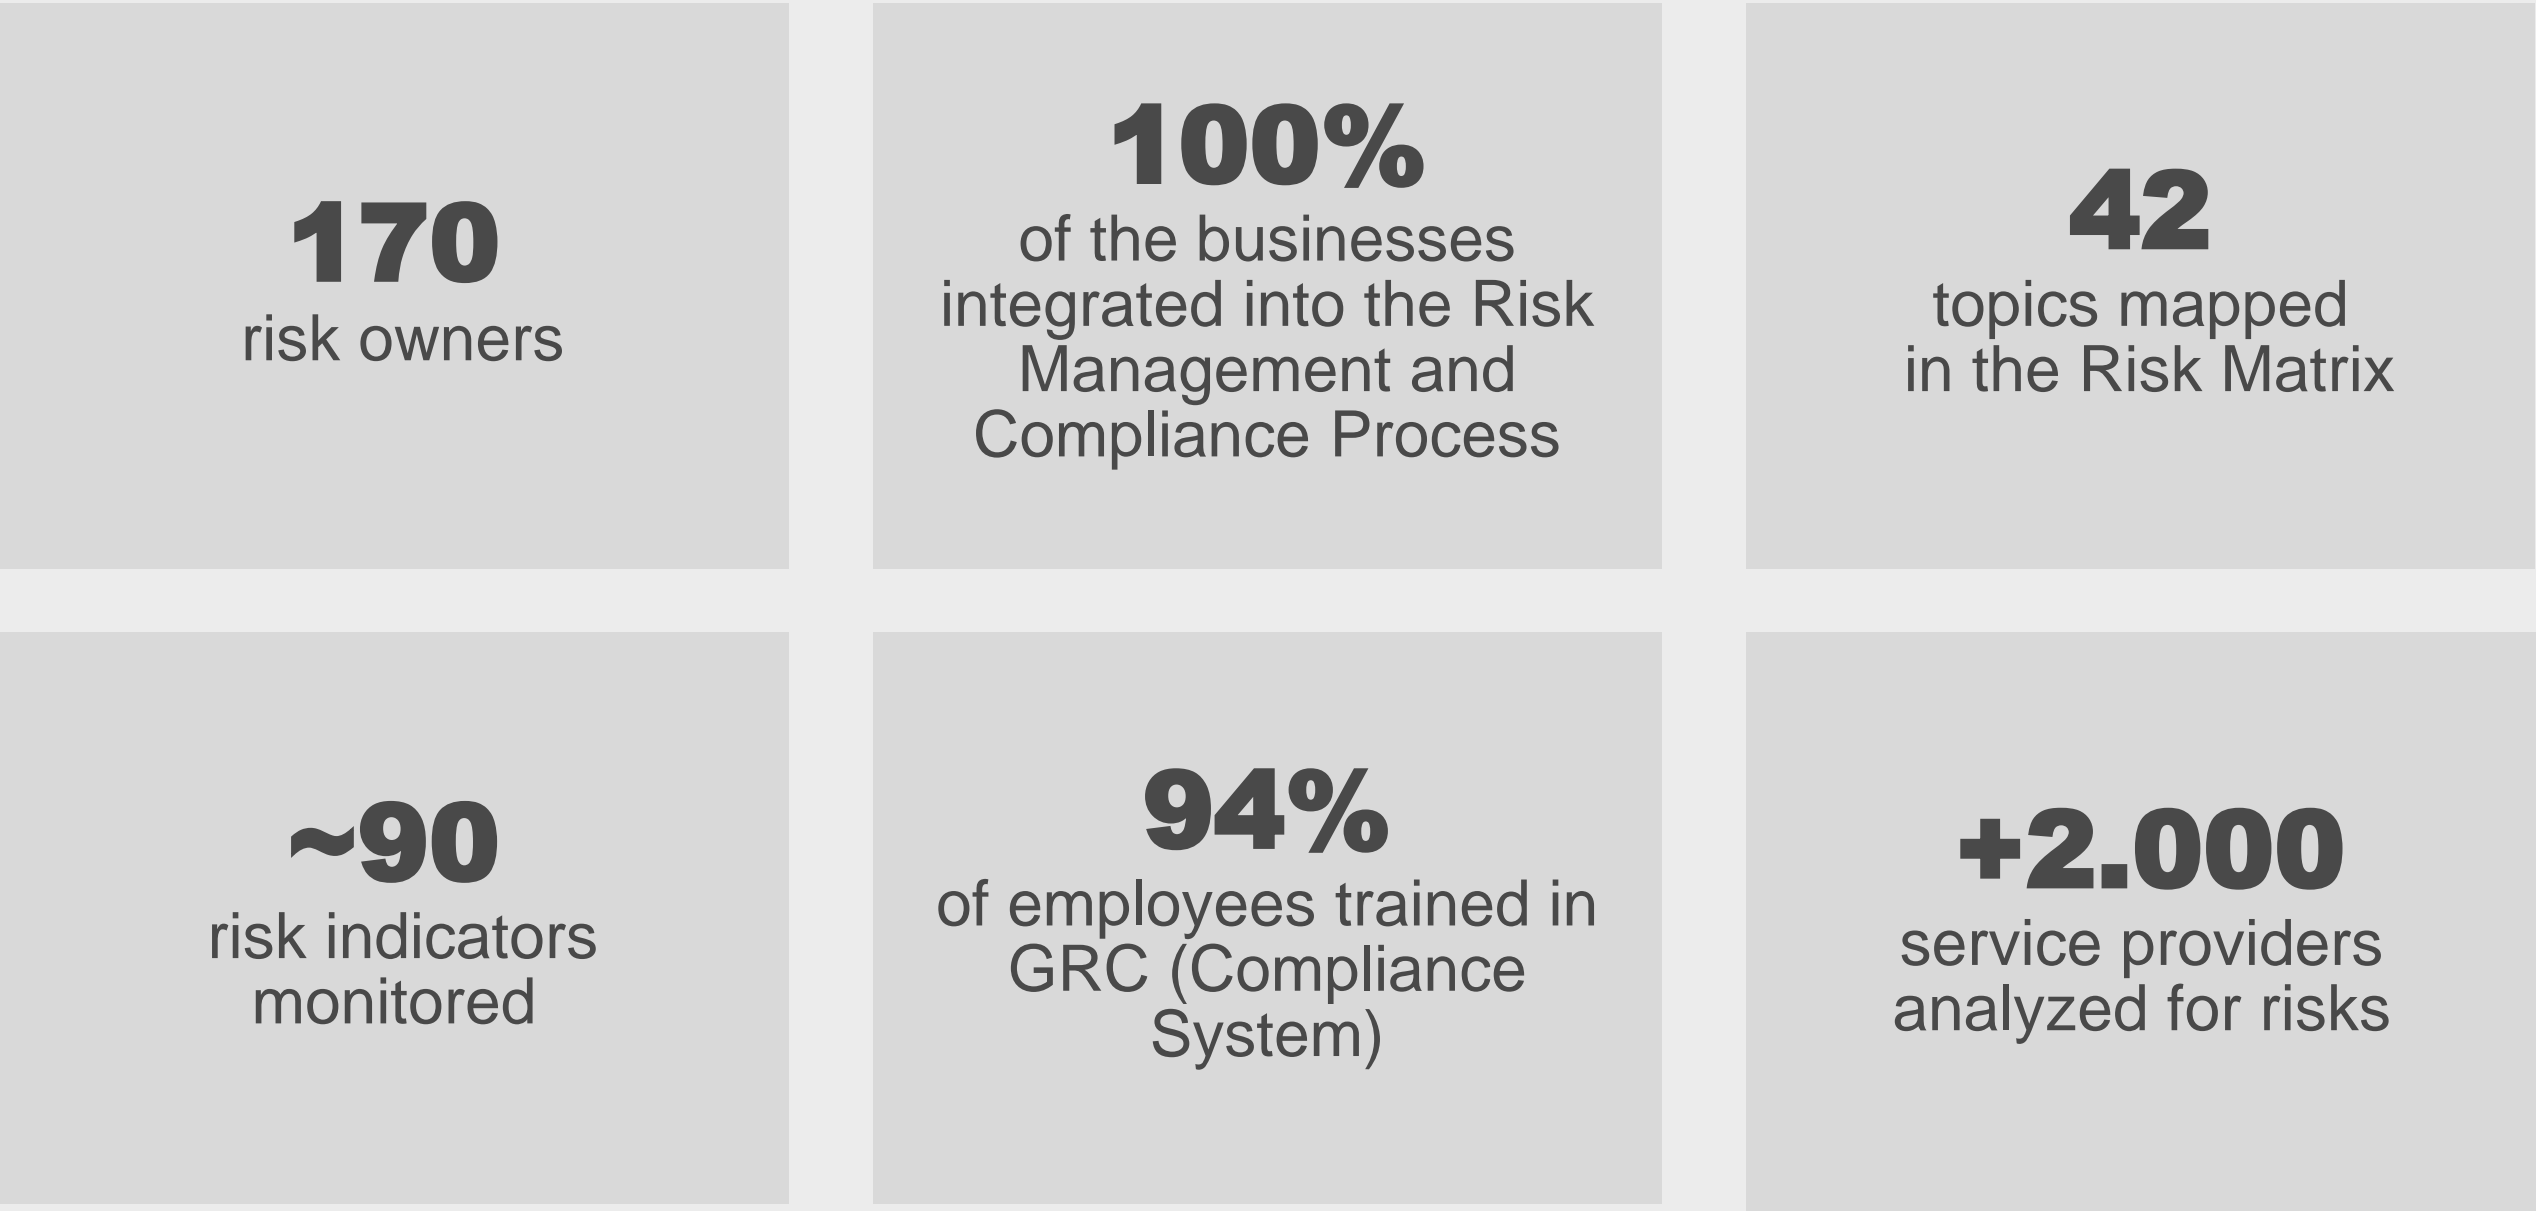 170
risk owners
100%
of the businesses
integrated into the Risk
Management and
Compliance Process
42
topics mapped
in the Risk Matrix
~90
risk indicators
monitored
94%
of employees trained in
GRC (Compliance
System)
+2.000
service providers
analyzed for risks